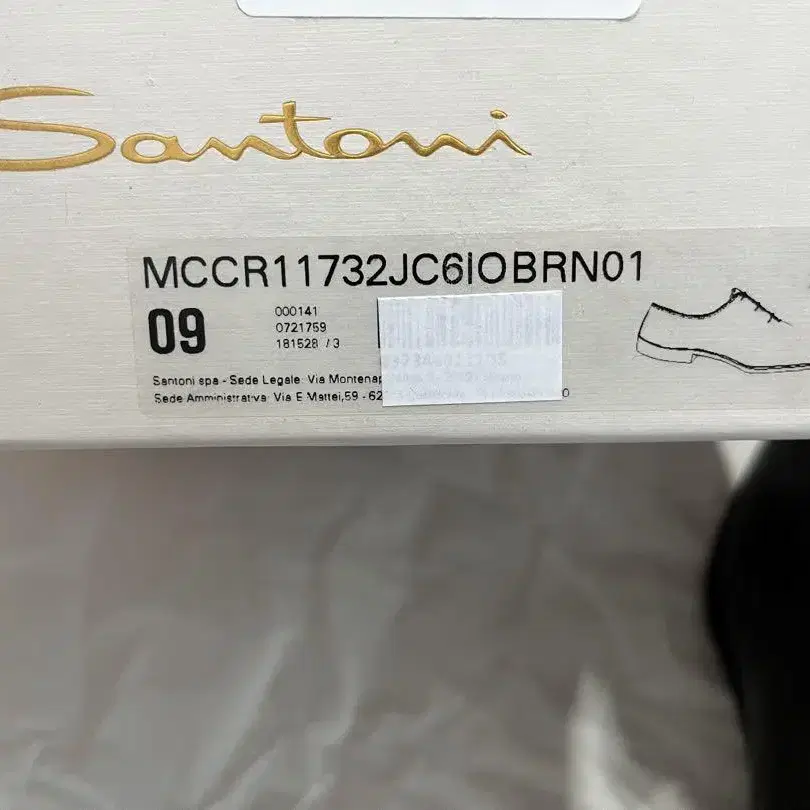 Santoni
MCCR11732JC6IOBRN01
09
000141
0721759
181528 /3
Santoni spa - Sede Legale: Via Montenap
Sede Amministrativa: Via E Mattei,59 - 62